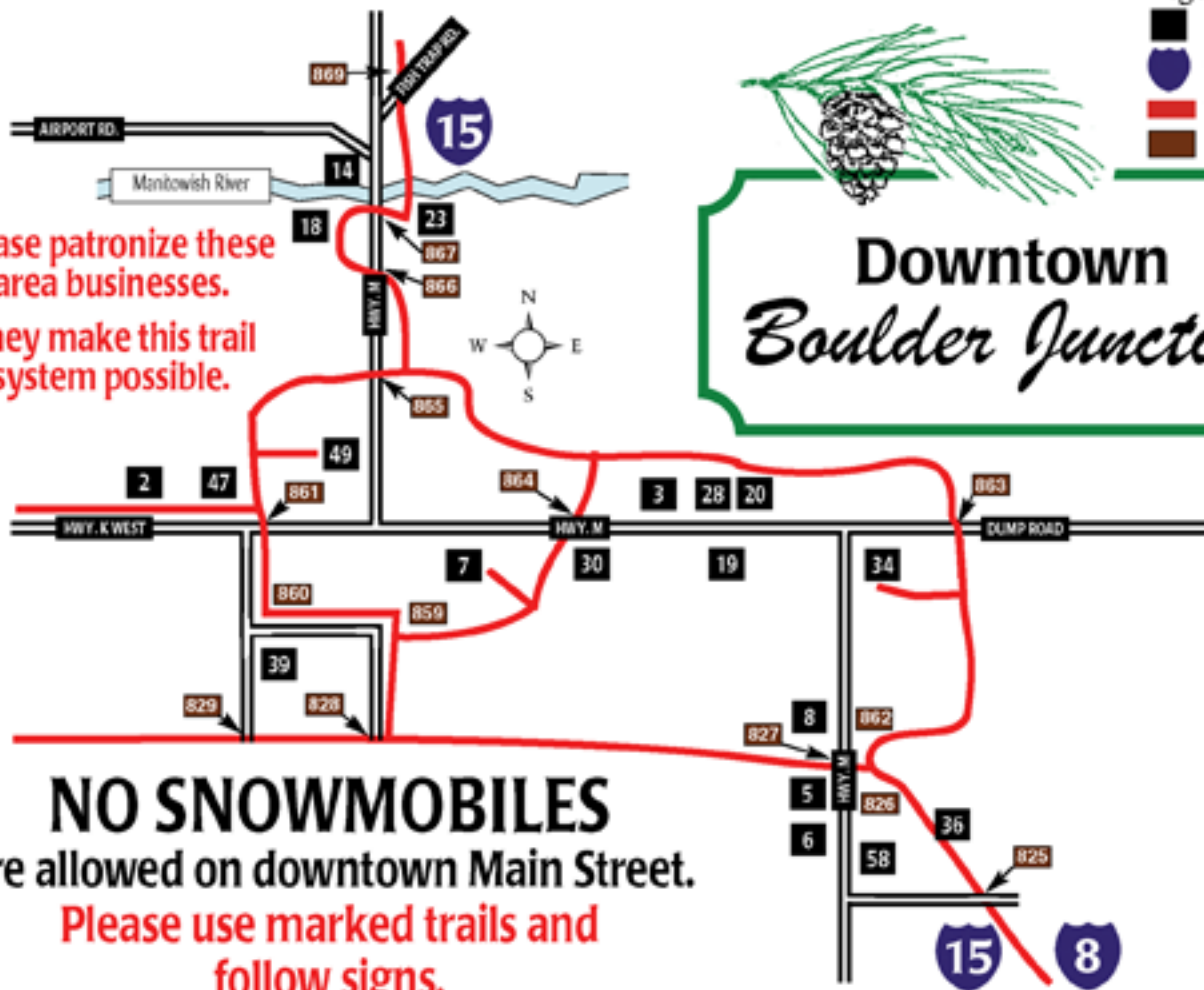 869
FISH TRAP RD.
15
AIRPORT RD.
14
Manitowish River
18
23
867
866
HWY. M
ase patronize these
area businesses.
ney make this trail
system possible.
N
W
E
S
Downtown
Boulder Juncti
865
49
2
47
861
864
3
28
20
863
HWY. K WEST
HWY. M
DUMP ROAD
7
30
19
34
860
859
39
829
828
8
862
827
HWY. M
5
826
6
36
58
825
NO SNOWMOBILES
re allowed on downtown Main Street.
Please use marked trails and
follow signs.
15
8